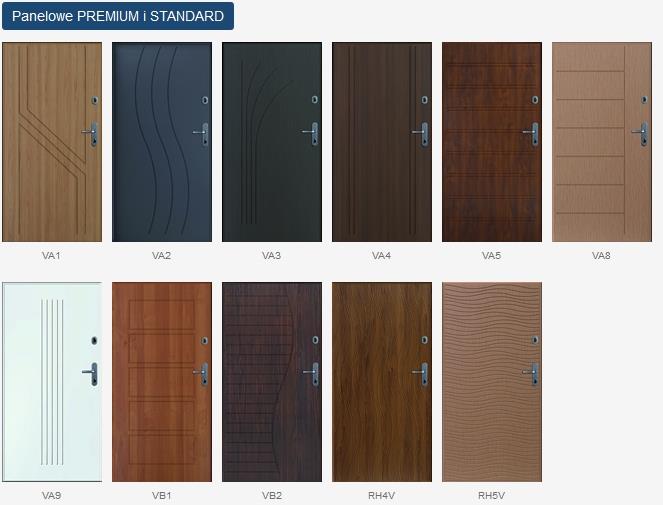 Panelowe PREMIUM i STANDARD
VA1 VA2 VA3 VA4 VA5 VA8
VA9 VB1 VB2 RH4V RH5V